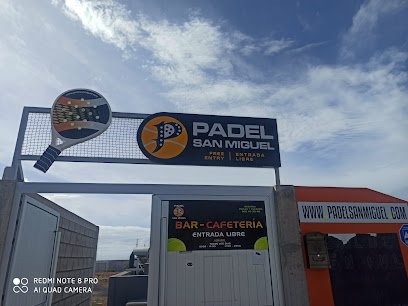 PADEL
SAN MIGUEL
FREE ENTRY | ENTRADA LIBRE
WWW.PADELSANMIGUEL.COM
BAR - CAFETERÍA
ENTRADA LIBRE
REDMI NOTE 8 PRO
AI QUAD CAMERA